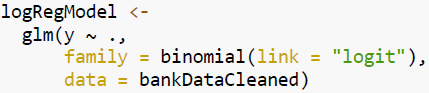 logRegModel <-
  glm(y ~ .,
      family = binomial(link = "logit"),
      data = bankDataCleaned)